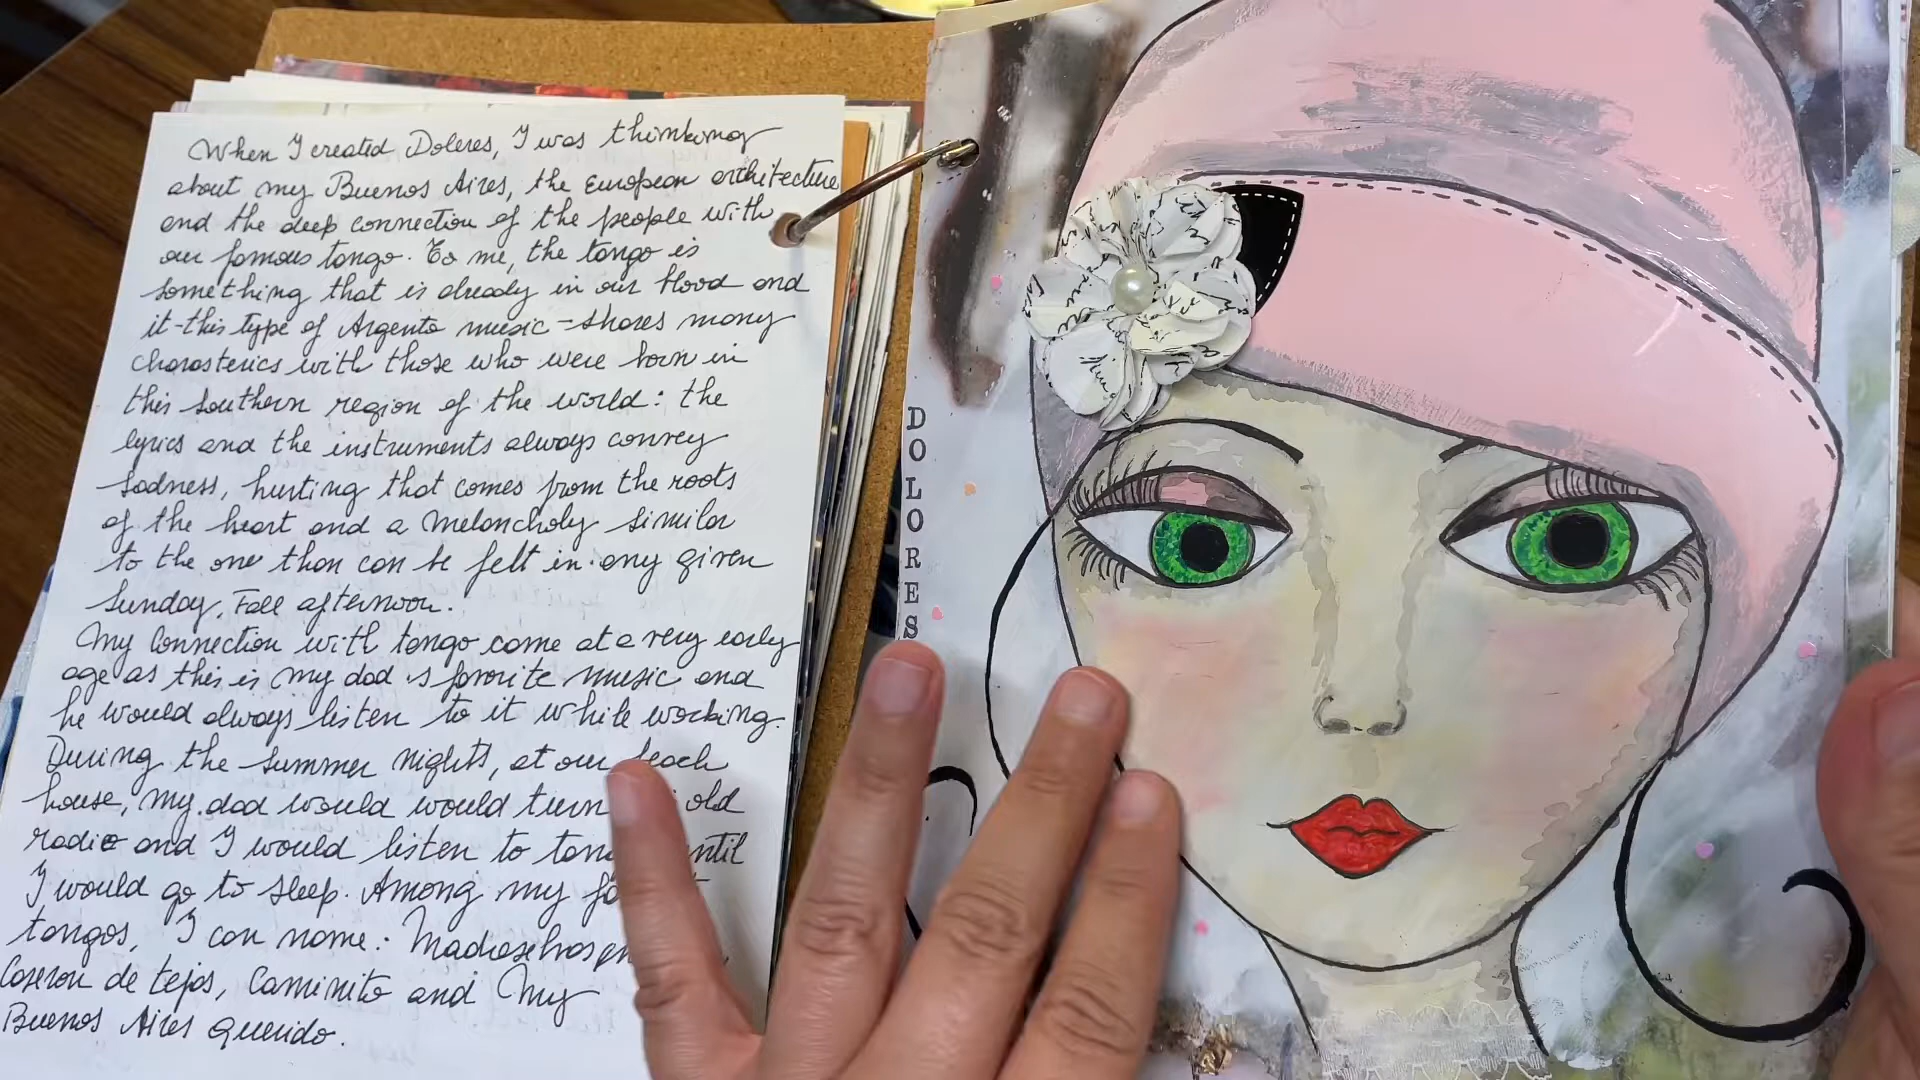 When I created Dolores, I was thinking
about my Buenos Aires, the European architecture
and the deep connection of the people with
our famous tango. To me, the tango is
something that is already in our blood and
it-this type of Argento music-shares many
charasterics with those who were born in
this southern region of the world: the
lyrics and the instruments always convey
sadness, hurting that comes from the roots
of the heart and a melancholy similar
to the one than can be felt in any given
Sunday, Fall afternoon.
My connection with tango came at a very early
age as this is my dad's favorite music and
he would always listen to it while working.
During the summer nights, at our beach
house, my dad would would turn old
radio and I would listen to until
I would go to sleep. Among my
tangos, I can name: Madreselvas en
Caserón de tejas, Caminito and My
Buenos Aires querido.
DOLORES